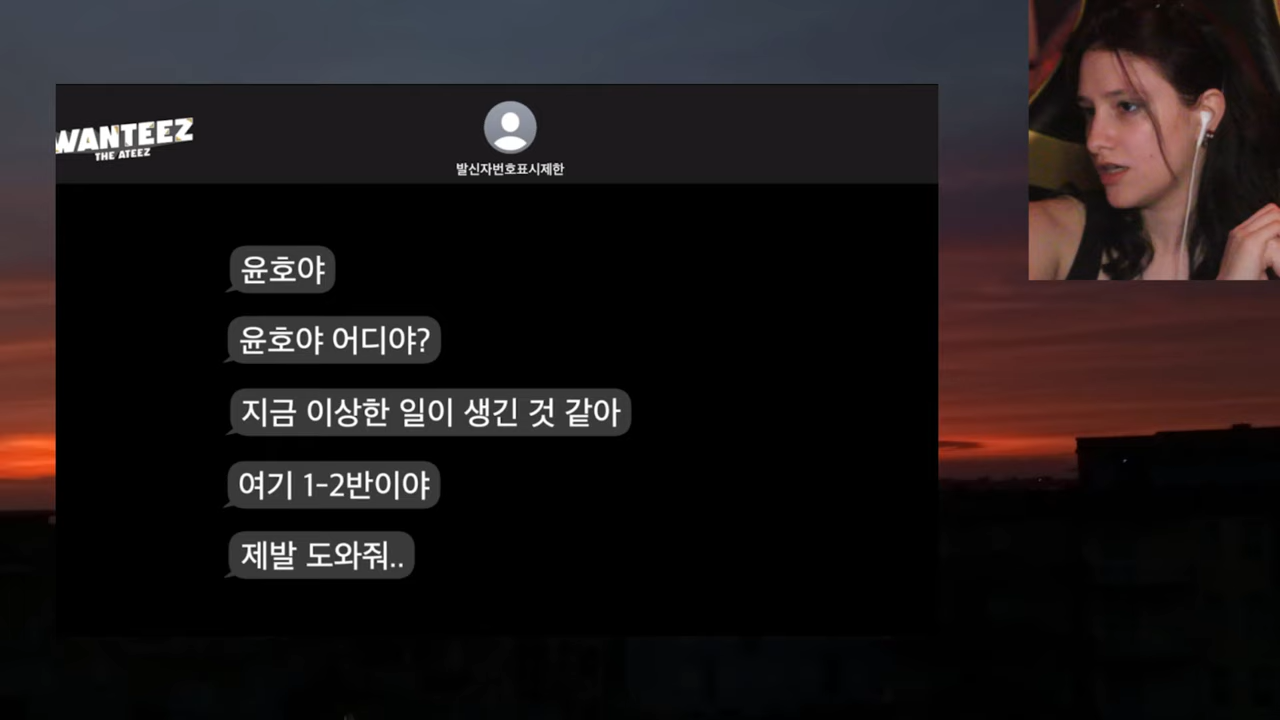 WANTEEZ
THE ATEEZ
발신자번호표시제한
윤호야
윤호야 어디야?
지금 이상한 일이 생긴 것 같아
여기 1-2반이야
제발 도와줘..